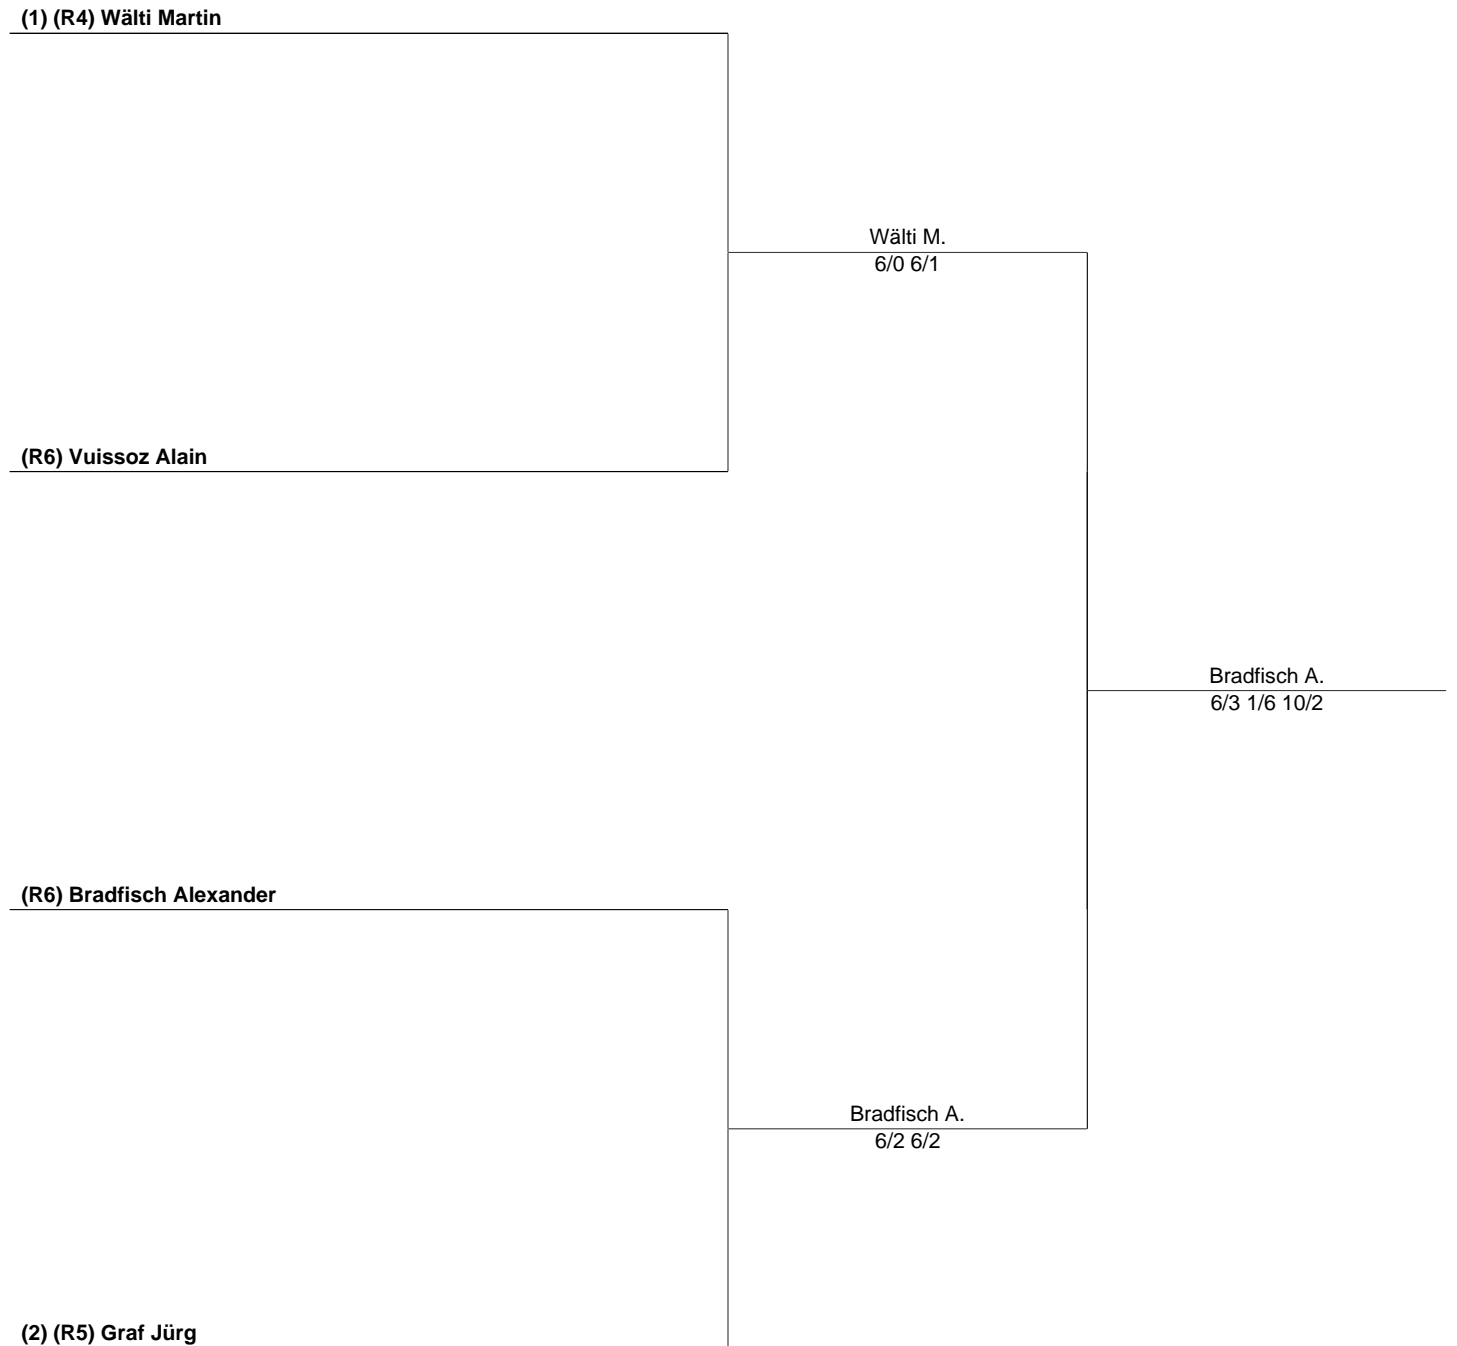 (1) (R4) Wälti Martin
Wälti M.
6/0 6/1
(R6) Vuissoz Alain
Bradfisch A.
6/3 1/6 10/2
(R6) Bradfisch Alexander
Bradfisch A.
6/2 6/2
(2) (R5) Graf Jürg